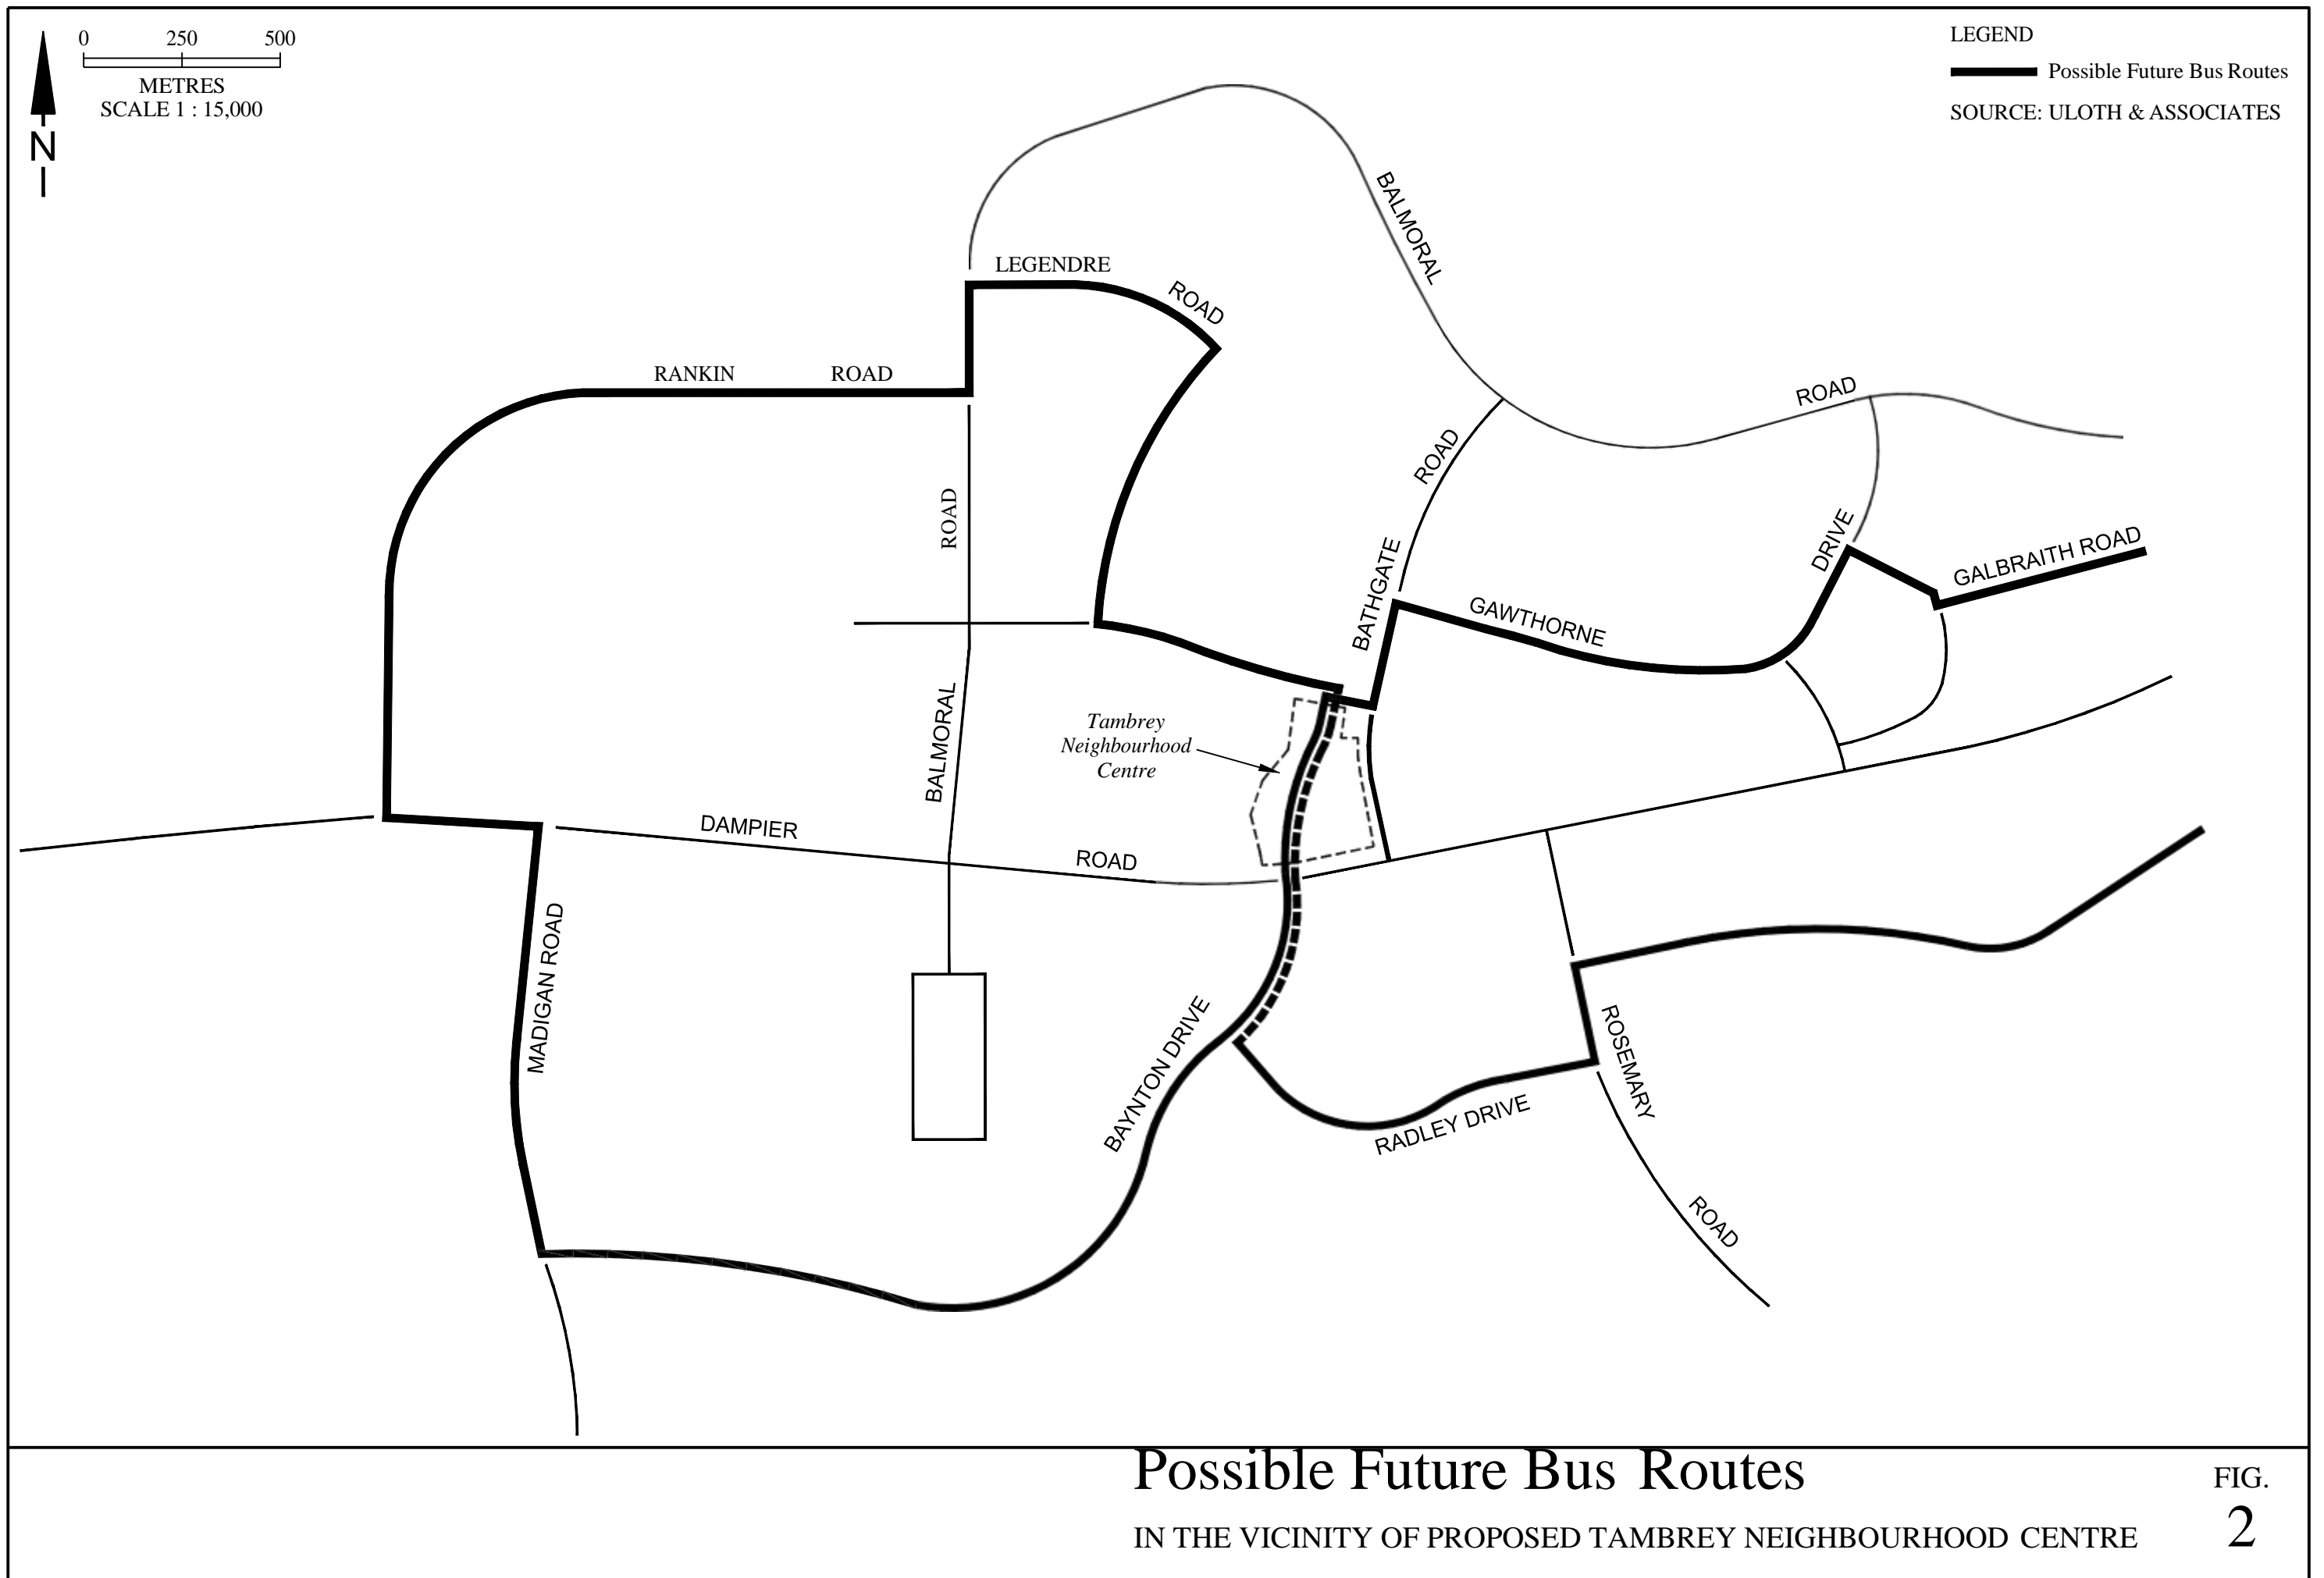 0 250 500
METRES
SCALE 1 : 15,000
N
LEGEND
Possible Future Bus Routes
SOURCE: ULOTH & ASSOCIATES
BALMORAL
ROAD
LEGENDRE
ROAD
RANKIN ROAD
ROAD
BALMORAL
ROAD
BATHGATE
GAWTHORNE
DRIVE
GALBRAITH ROAD
Tambrey
Neighbourhood
Centre
DAMPIER
ROAD
MADIGAN ROAD
BAYNTON DRIVE
RADLEY DRIVE
ROSEMARY
ROAD
Possible Future Bus Routes
IN THE VICINITY OF PROPOSED TAMBREY NEIGHBOURHOOD CENTRE
FIG.
2